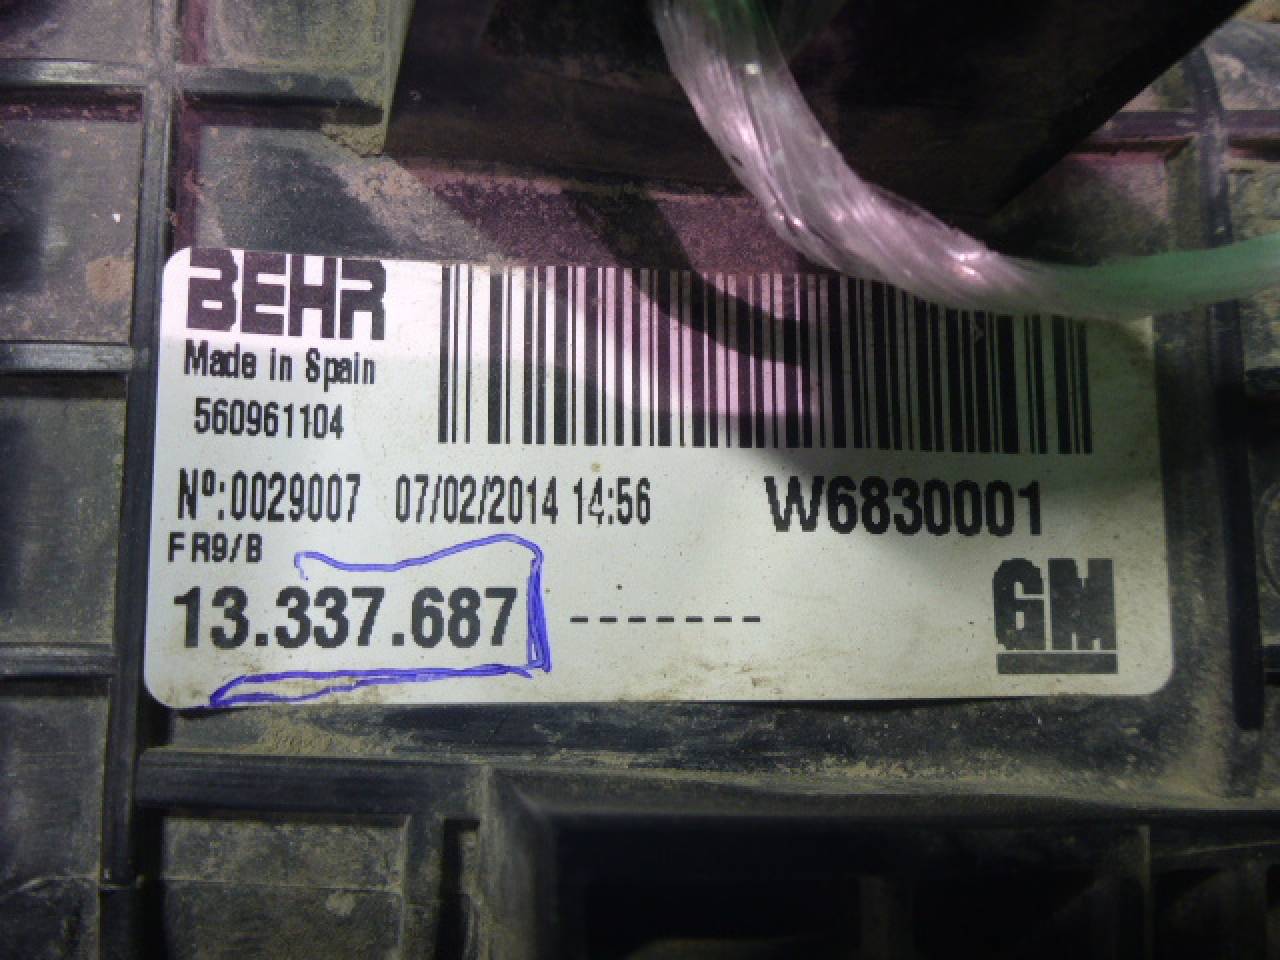 BEHR
Made in Spain
560961104
Nº:0029007 07/02/2014 14:56 W6830001
FR9/B
13.337.687 -------
GM